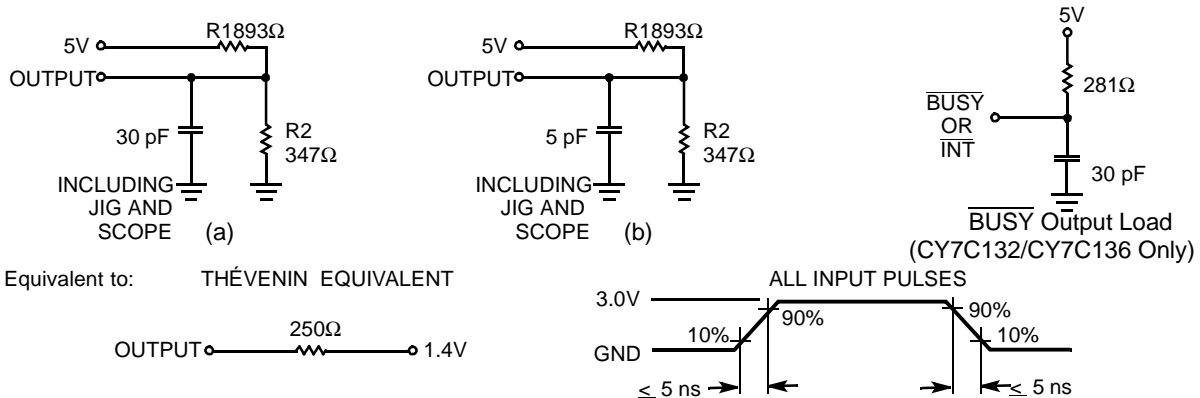 R1893Ω
5V
OUTPUT
30 pF
R2
347Ω
INCLUDING
JIG AND
SCOPE
(a)
R1893Ω
5V
OUTPUT
5 pF
R2
347Ω
INCLUDING
JIG AND
SCOPE
(b)
5V
281Ω
BUSY
OR
INT
30 pF
BUSY Output Load
(CY7C132/CY7C136 Only)
Equivalent to: THÉVENIN EQUIVALENT
250Ω
OUTPUT 1.4V
ALL INPUT PULSES
3.0V
90% 90%
10% 10%
GND
≤ 5 ns ≤ 5 ns